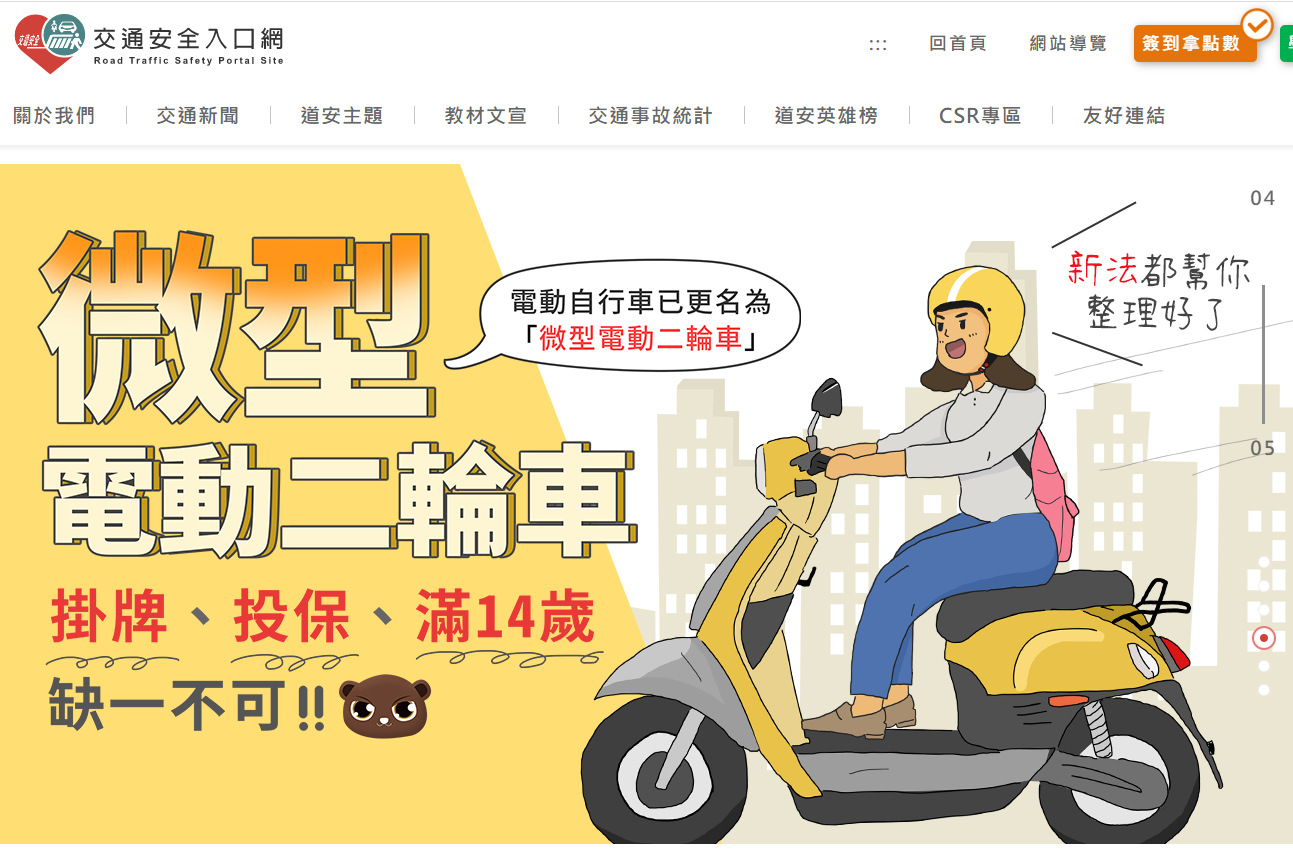 交通安全
交通安全入口網
Road Traffic Safety Portal Site
:::
回首頁
網站導覽
簽到拿點數
關於我們
交通新聞
道安主題
教材文宣
交通事故統計
道安英雄榜
CSR專區
友好連結
04
新法都幫你
整理好了
微型
電動自行車已更名為
「微型電動二輪車」
電動二輪車
05
掛牌、投保、滿14歲
缺一不可!!